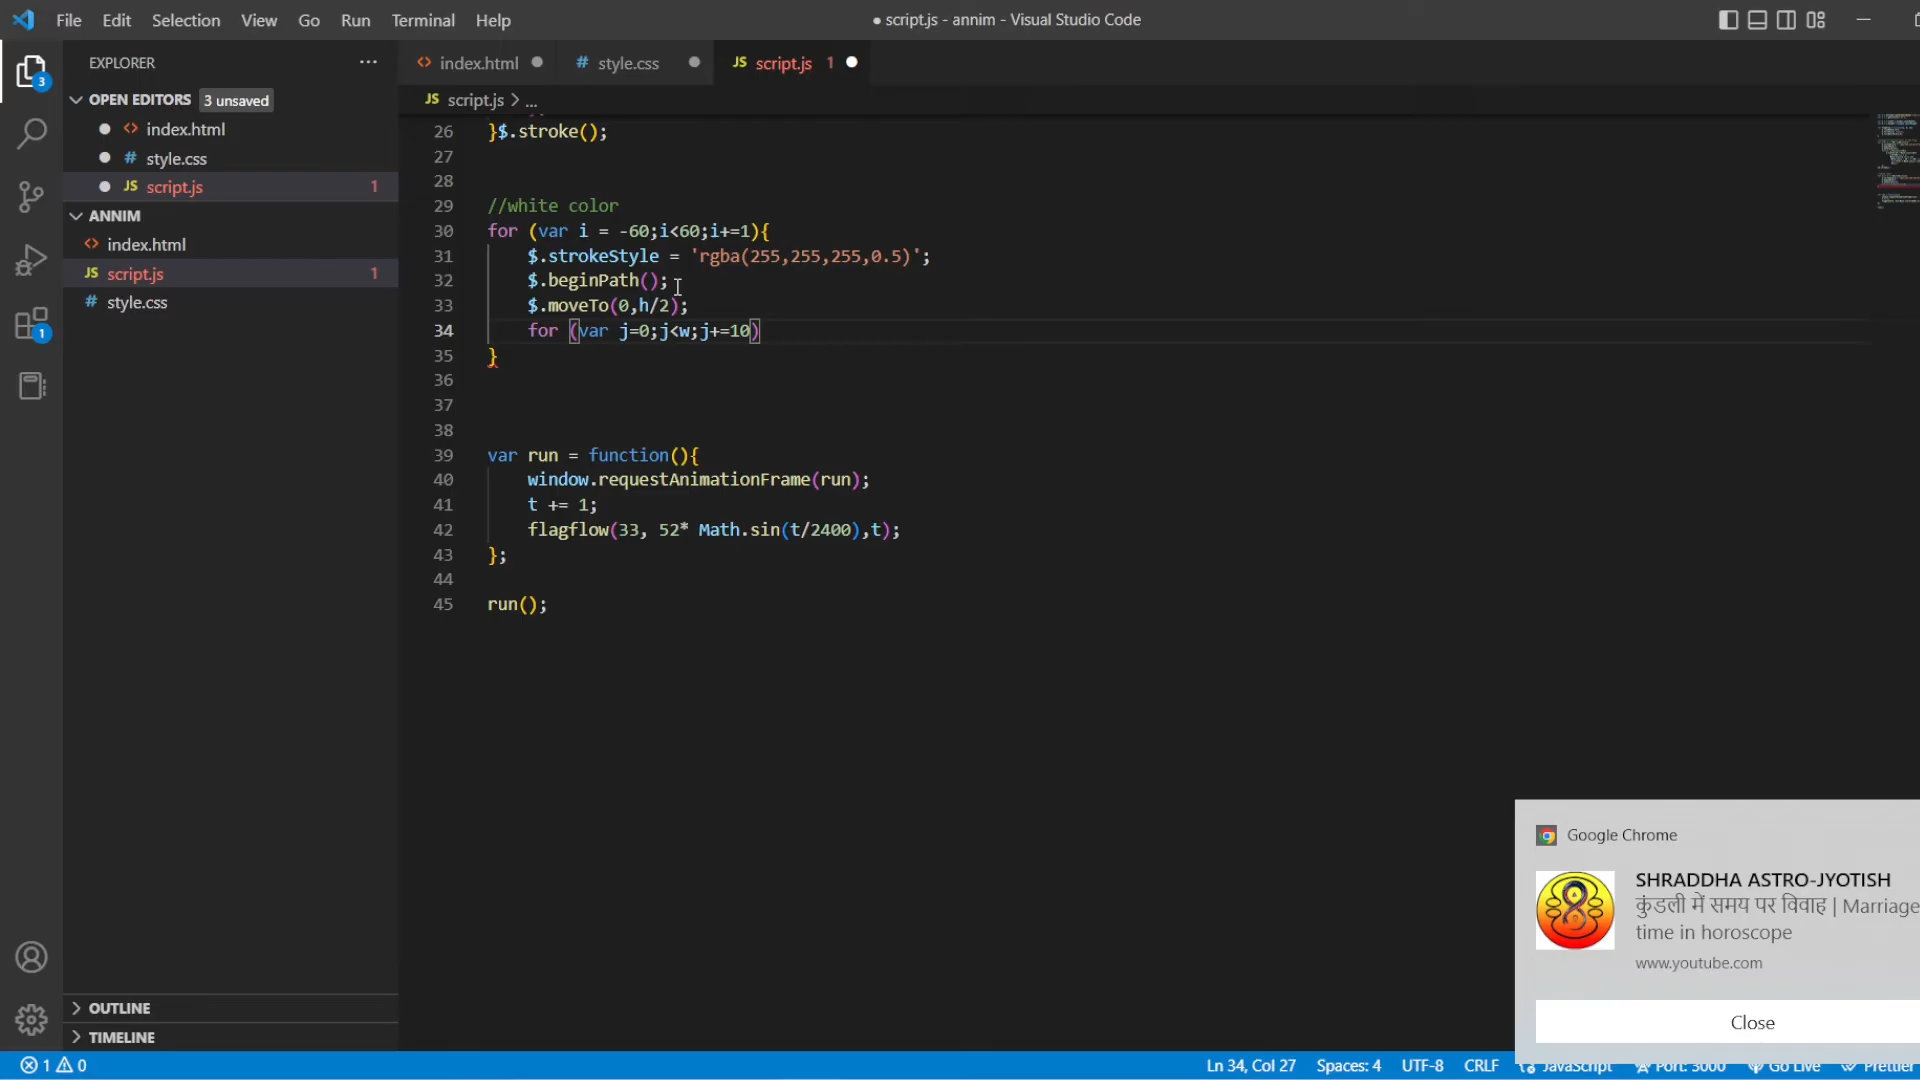 File Edit Selection View Go Run Terminal Help
● script.js - annim - Visual Studio Code
EXPLORER
index.html
# style.css
JS script.js 1
OPEN EDITORS 3 unsaved
JS script.js > ...
index.html
# style.css
JS script.js 1
ANNIM
index.html
JS script.js 1
# style.css
3
1
26 }$.stroke();
27
28
29 //white color
30 for (var i = -60;i<60;i+=1){
31 $.strokeStyle = 'rgba(255,255,255,0.5)';
32 $.beginPath();
33 $.moveTo(0,h/2);
34 for (var j=0;j<w;j+=10)
35 }
36
37
38
39 var run = function(){
40 window.requestAnimationFrame(run);
41 t += 1;
42 flagflow(33, 52* Math.sin(t/2400),t);
43 };
44
45 run();
Google Chrome
SHRADDHA ASTRO-JYOTISH
कुंडली में समय पर विवाह | Marriage
time in horoscope
www.youtube.com
Close
OUTLINE
TIMELINE
1 0
Ln 34, Col 27 Spaces: 4 UTF-8 CRLF JavaScript Port: 3000 Go Live Prettier